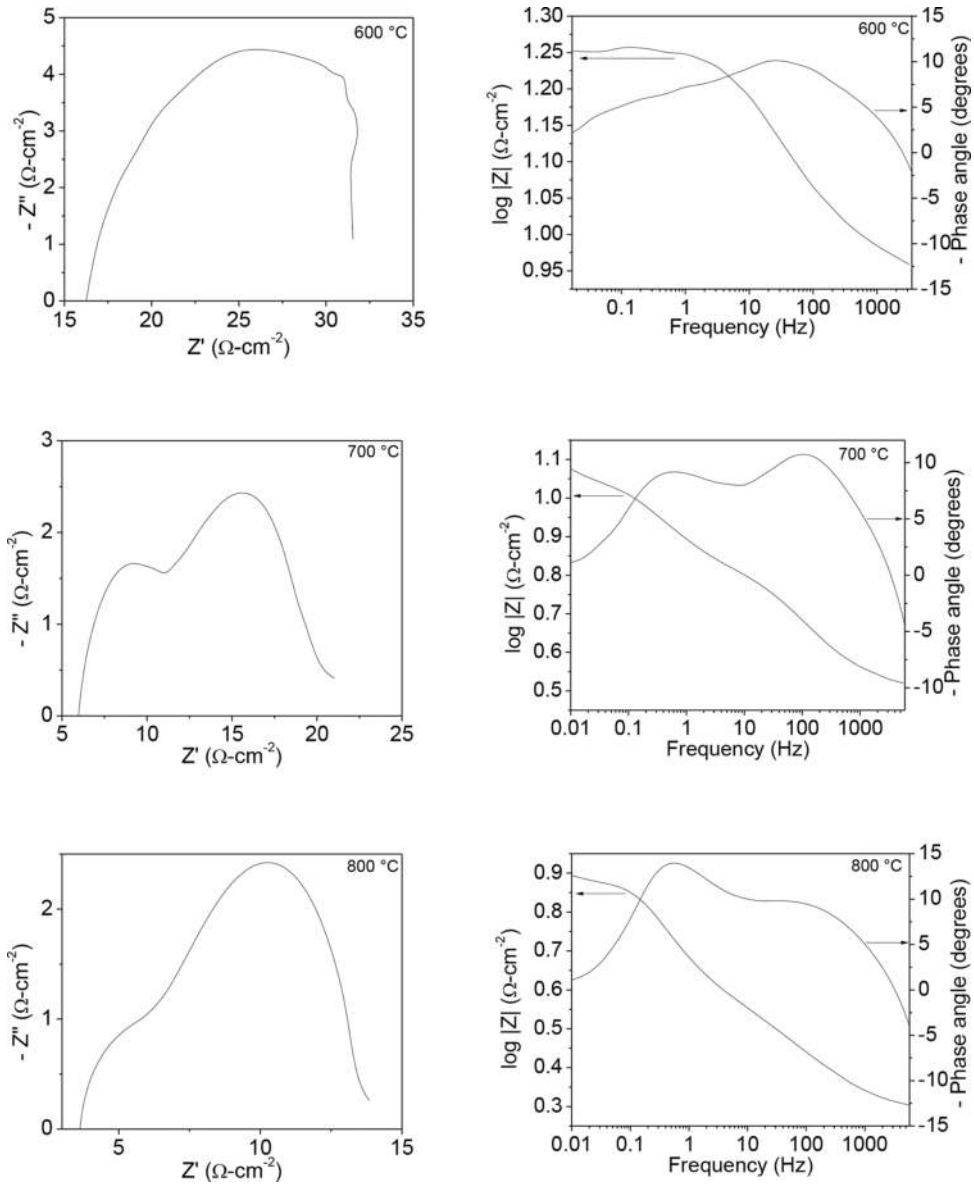 600 °C
5
4
3
2
1
0
- Z" (Ω-cm⁻²)
15 20 25 30 35
Z' (Ω-cm⁻²)
600 °C
1.30
1.25
1.20
1.15
1.10
1.05
1.00
0.95
log |Z| (Ω-cm⁻²)
15
10
5
0
-5
-10
-15
- Phase angle (degrees)
0.1 1 10 100 1000
Frequency (Hz)
700 °C
3
2
1
0
- Z" (Ω-cm⁻²)
5 10 15 20 25
Z' (Ω-cm⁻²)
700 °C
1.1
1.0
0.9
0.8
0.7
0.6
0.5
log |Z| (Ω-cm⁻²)
10
5
0
-5
-10
- Phase angle (degrees)
0.01 0.1 1 10 100 1000
Frequency (Hz)
800 °C
2
1
0
- Z" (Ω-cm⁻²)
5 10 15
Z' (Ω-cm⁻²)
800 °C
0.9
0.8
0.7
0.6
0.5
0.4
0.3
log |Z| (Ω-cm⁻²)
15
10
5
0
-5
-10
-15
- Phase angle (degrees)
0.01 0.1 1 10 100 1000
Frequency (Hz)